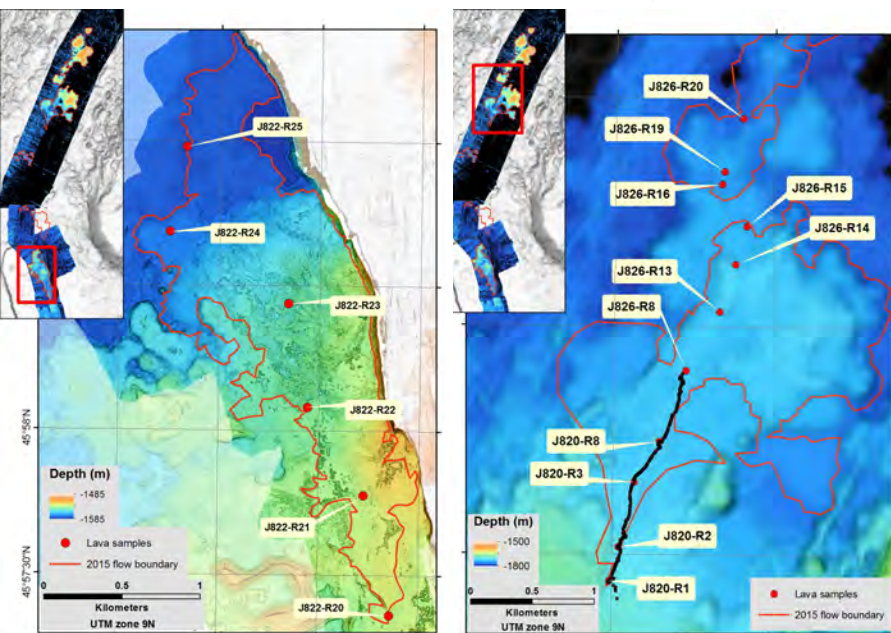 J822-R25
J822-R24
J822-R23
J822-R22
J822-R21
J822-R20
45°58'N
45°57'30"N
Depth (m)
-1485
-1585
Lava samples
2015 flow boundary
0 0.5 1
Kilometers
UTM zone 9N
J826-R20
J826-R19
J826-R16
J826-R15
J826-R14
J826-R13
J826-R8
J820-R8
J820-R3
J820-R2
J820-R1
Depth (m)
-1500
-1800
0 0.5 1
Kilometers
UTM zone 9N
Lava samples
2015 flow boundary